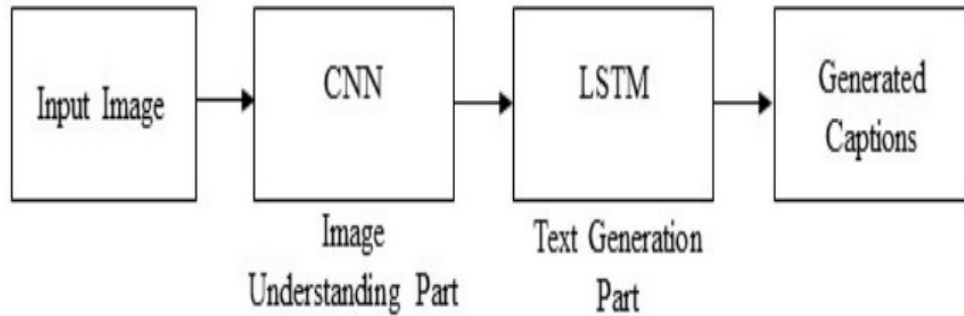 Input Image
CNN
LSTM
Generated
Captions
Image
Understanding Part
Text Generation
Part